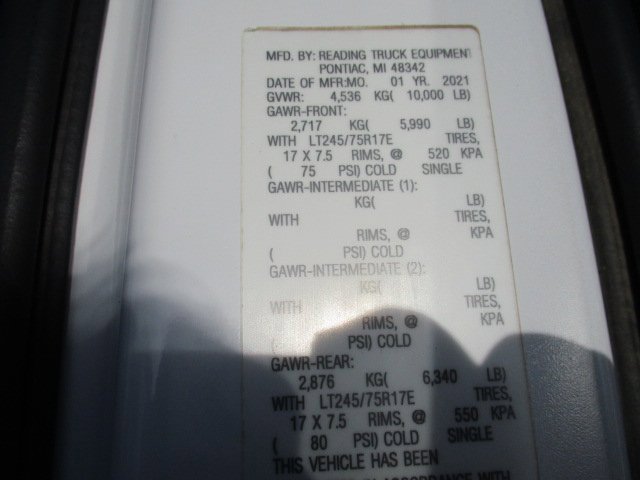 MFD. BY: READING TRUCK EQUIPMENT
PONTIAC, MI 48342
DATE OF MFR:MO. 01 YR. 2021
GVWR: 4,536 KG( 10,000 LB)
GAWR-FRONT:
2,717 KG( 5,990 LB)
WITH LT245/75R17E TIRES,
17 X 7.5 RIMS, @ 520 KPA
( 75 PSI) COLD SINGLE
GAWR-INTERMEDIATE (1):
KG( LB)
WITH TIRES,
RIMS, @ KPA
( PSI) COLD
GAWR-INTERMEDIATE (2):
KG( LB)
WITH TIRES,
RIMS, @ KPA
( PSI) COLD
GAWR-REAR:
2,876 KG( 6,340 LB)
WITH LT245/75R17E TIRES,
17 X 7.5 RIMS, @ 550 KPA
( 80 PSI) COLD SINGLE
THIS VEHICLE HAS BEEN
WITH